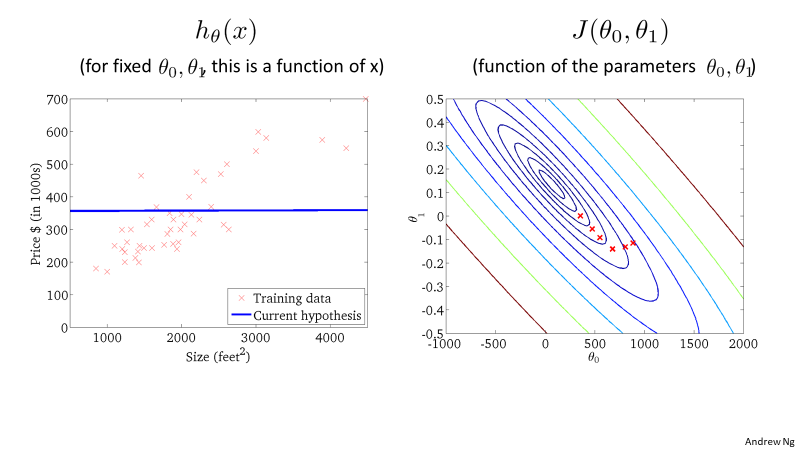 hθ(x)
(for fixed θ0, θ1, this is a function of x)
J(θ0, θ1)
(function of the parameters θ0, θ1)
700
600
500
400
300
200
100
0
Price $ (in 1000s)
1000 2000 3000 4000
Size (feet2)
Training data
Current hypothesis
0.5
0.4
0.3
0.2
0.1
0
-0.1
-0.2
-0.3
-0.4
-0.5
θ1
-1000 -500 0 500 1000 1500 2000
θ0
Andrew Ng